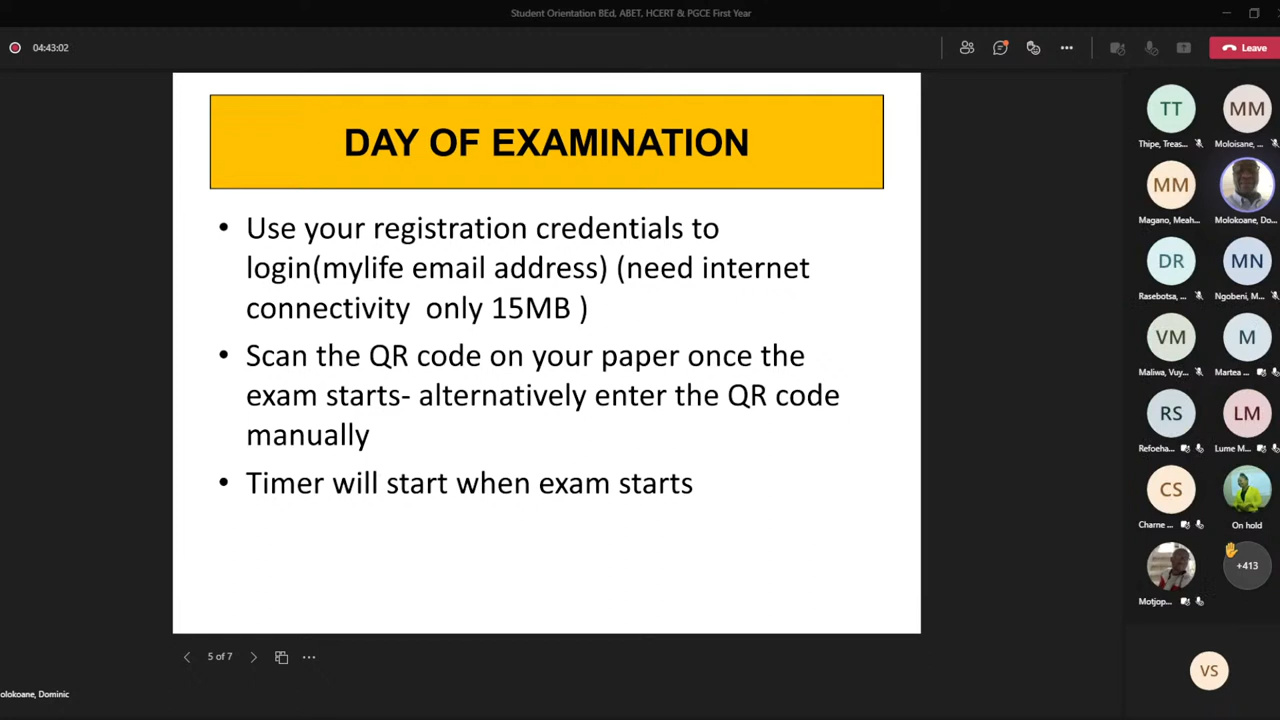 Student Orientation BEd, ABET, HCERT & PGCE First Year
04:43:02
Leave
DAY OF EXAMINATION
• Use your registration credentials to
login(mylife email address) (need internet
connectivity only 15MB )
• Scan the QR code on your paper once the
exam starts- alternatively enter the QR code
manually
• Timer will start when exam starts
5 of 7
olokoane, Dominic
TT
MM
Thipe, Treas...
Moloisane, ...
MM
Magano, Meah...
Molokoane, Do...
DR
MN
Rasebotsa, ...
Ngobeni, M...
VM
M
Maliwa, Vuy...
Martea
RS
LM
Refoeha...
Lume M...
CS
Charne ...
On hold
+413
Motjop...
VS